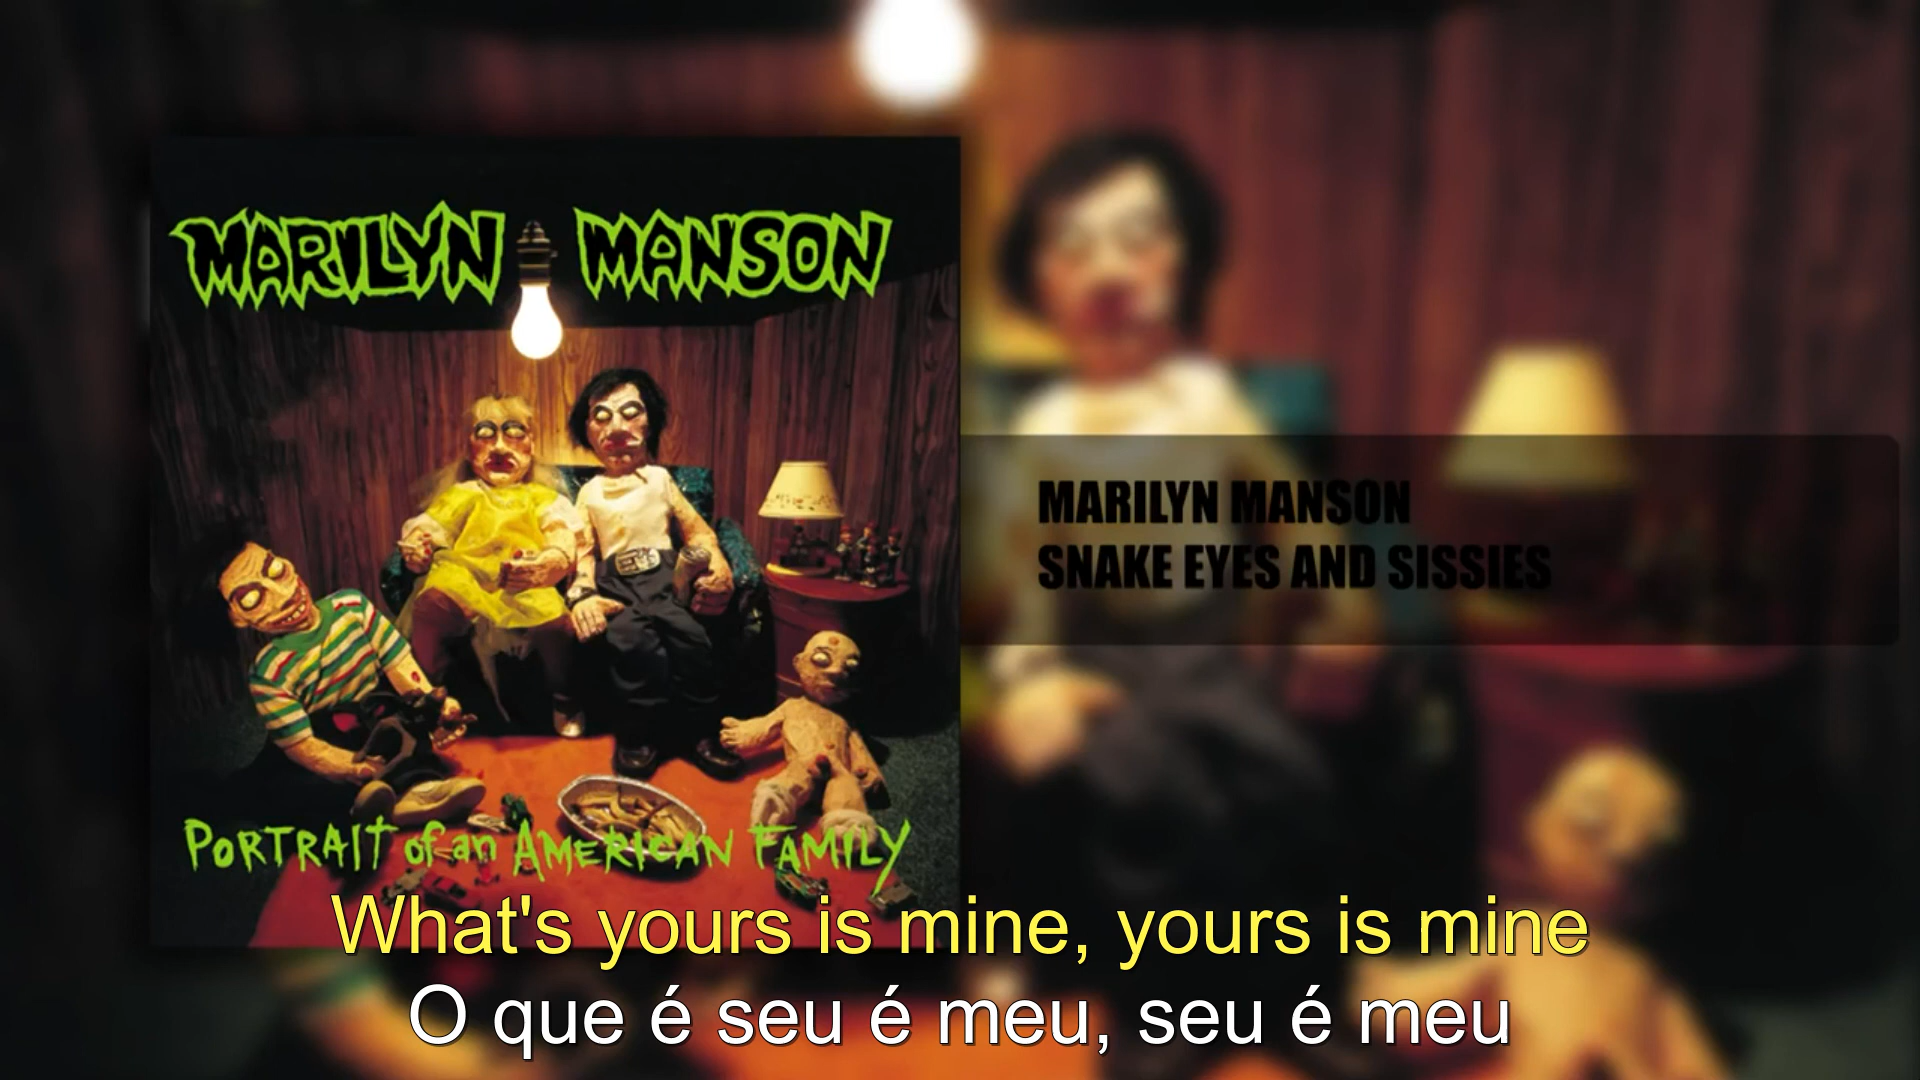 MARILYN MANSON
PORTRAIT of an AMERICAN FAMILY
MARILYN MANSON
SNAKE EYES AND SISSIES
What's yours is mine, yours is mine
O que é seu é meu, seu é meu